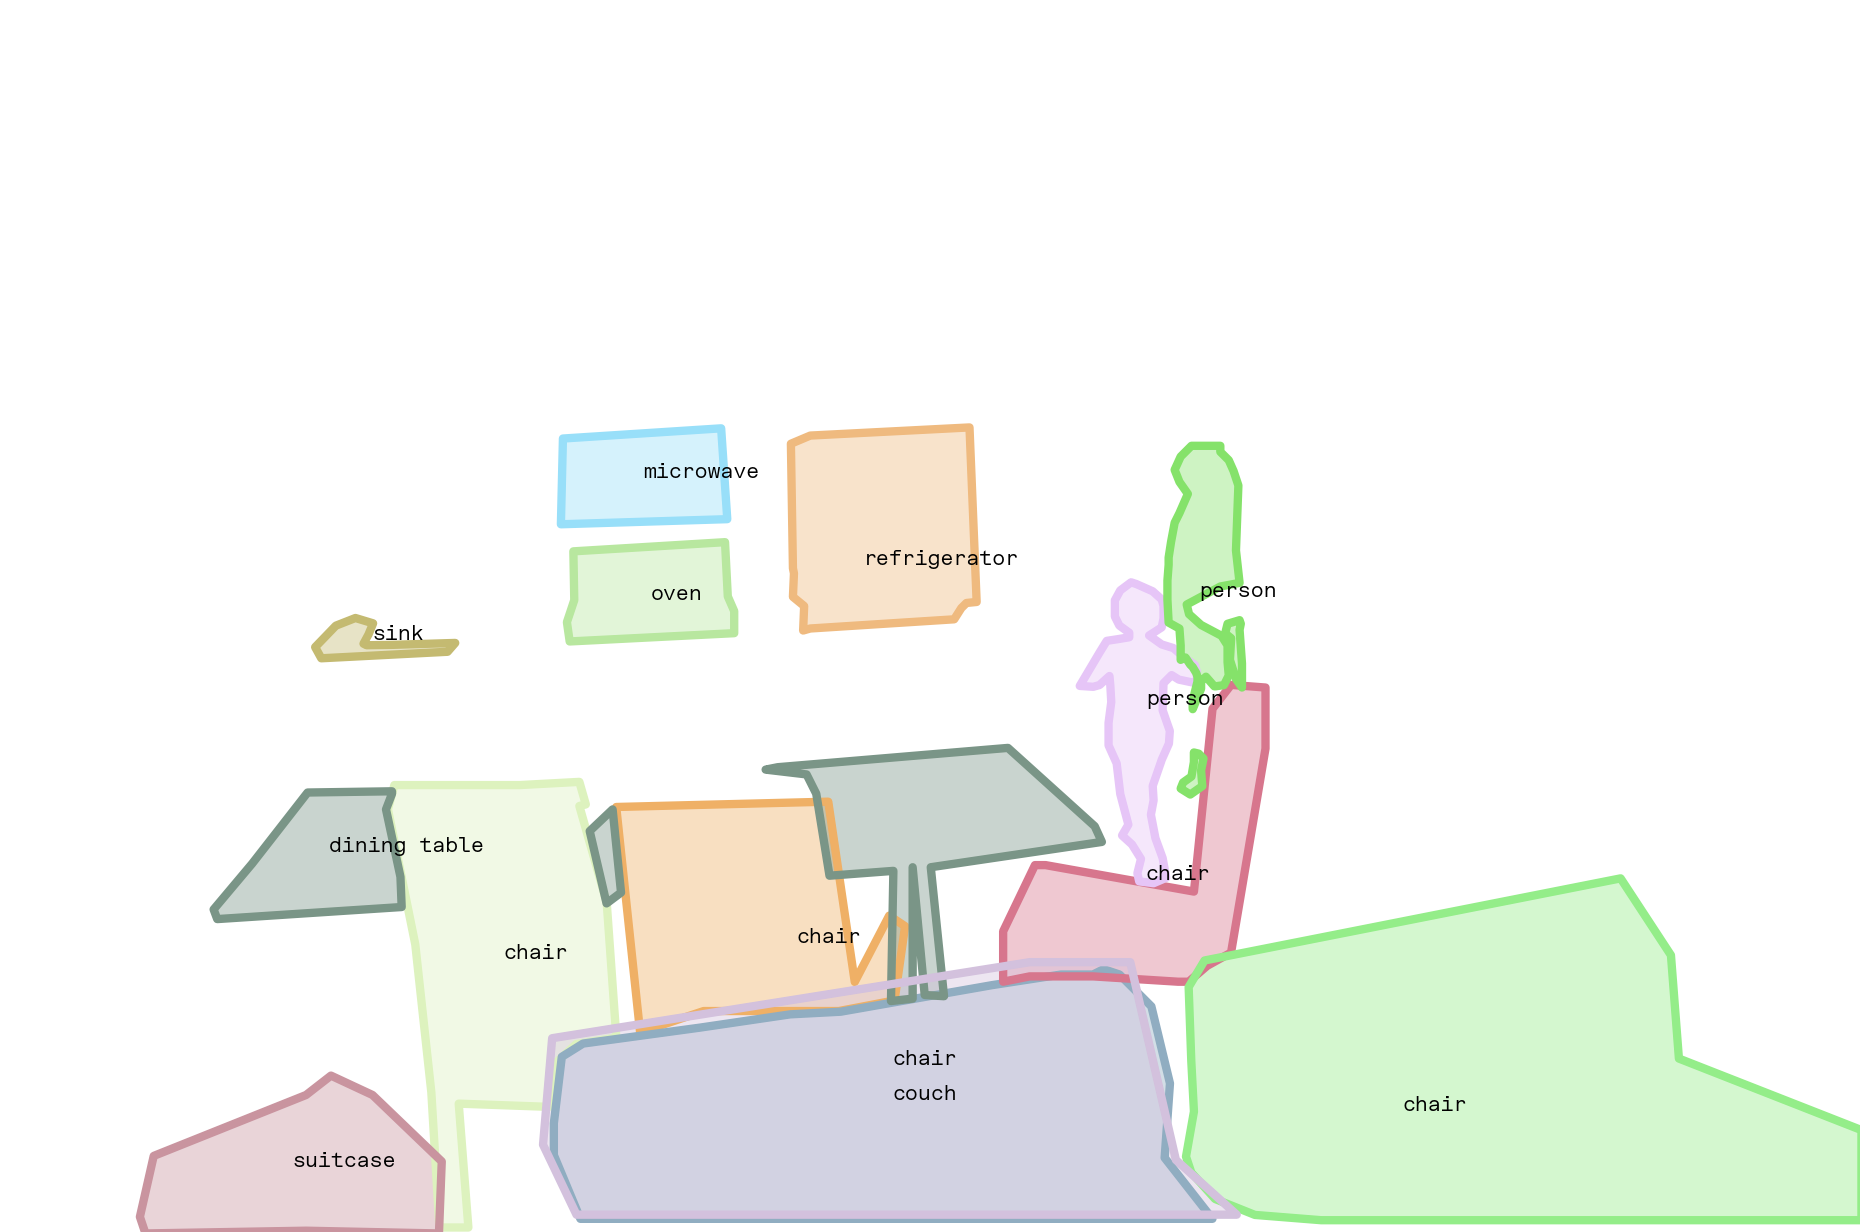 microwave
refrigerator
oven
person
sink
person
dining table
chair
chair
chair
chair
couch
chair
suitcase